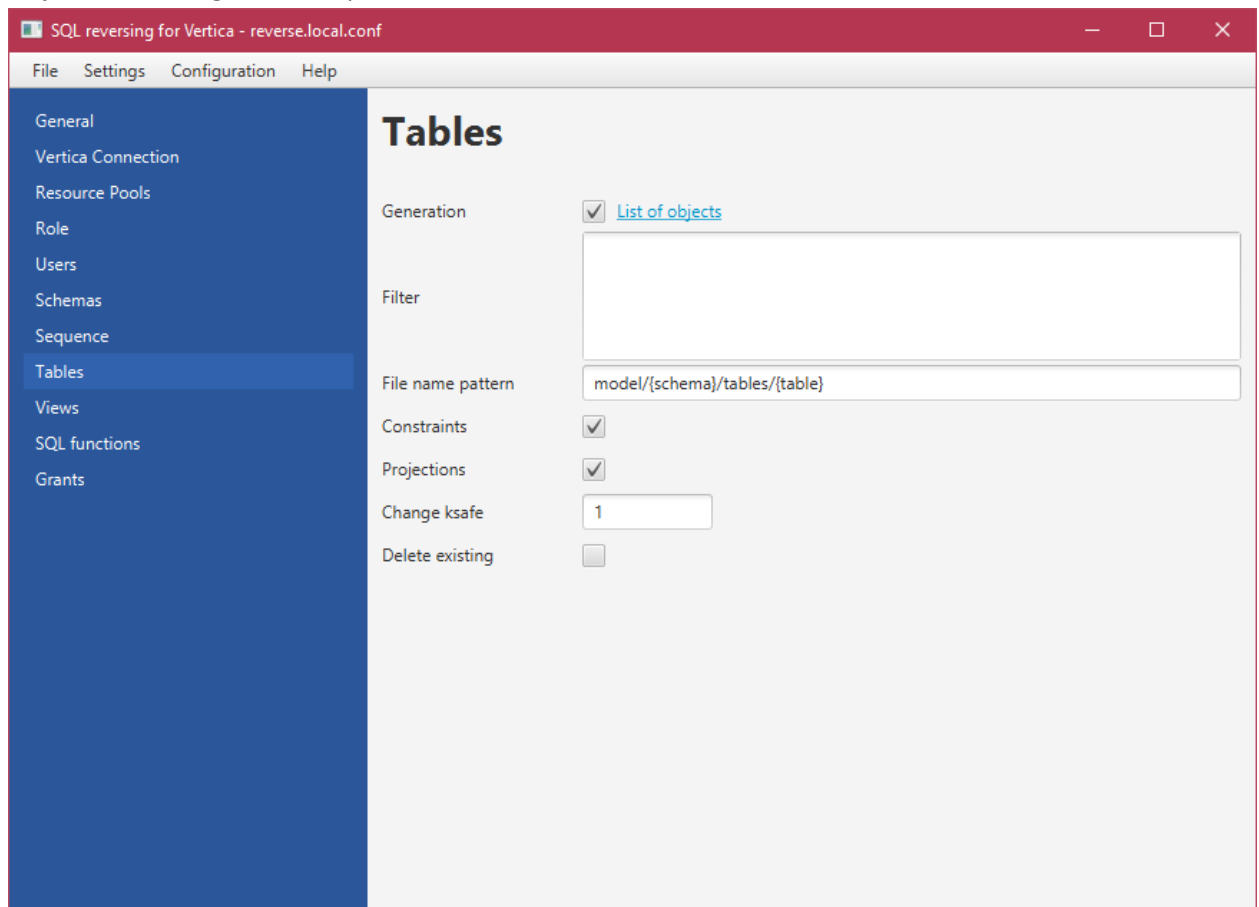 SQL reversing for Vertica - reverse.local.conf
File Settings Configuration Help
General
Vertica Connection
Resource Pools
Role
Users
Schemas
Sequence
Tables
Views
SQL functions
Grants
Tables
Generation List of objects
Filter
File name pattern model/{schema}/tables/{table}
Constraints
Projections
Change ksafe 1
Delete existing